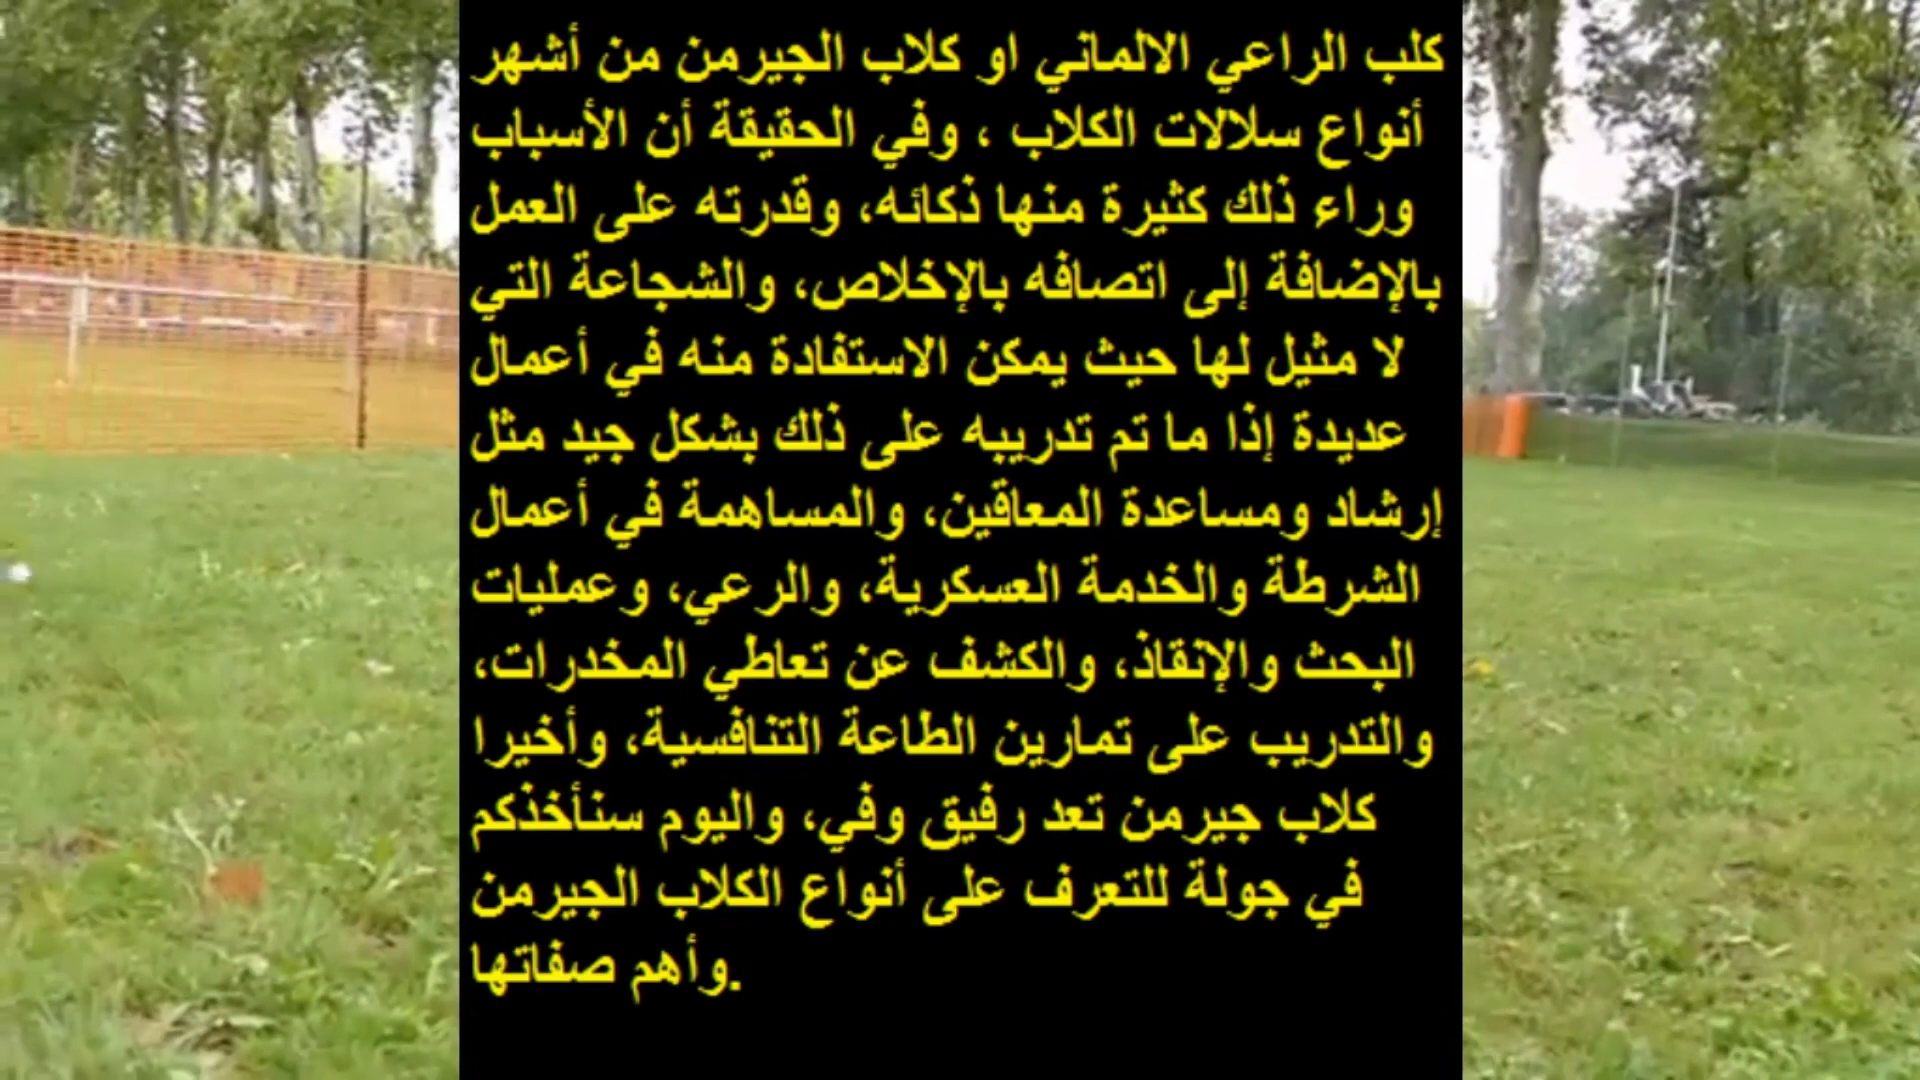 كلب الراعي الالماني او كلاب الجيرمن من أشهر
أنواع سلالات الكلاب ، وفي الحقيقة أن الأسباب
وراء ذلك كثيرة منها ذكائه، وقدرته على العمل
بالإضافة إلى اتصافه بالإخلاص، والشجاعة التي
لا مثيل لها حيث يمكن الاستفادة منه في أعمال
عديدة إذا ما تم تدريبه على ذلك بشكل جيد مثل
إرشاد ومساعدة المعاقين، والمساهمة في أعمال
الشرطة والخدمة العسكرية، والرعي، وعمليات
البحث والإنقاذ، والكشف عن تعاطي المخدرات،
والتدريب على تمارين الطاعة التنافسية، وأخيرا
كلاب جيرمن تعد رفيق وفي، واليوم سنأخذكم
في جولة للتعرف على أنواع الكلاب الجيرمن
وأهم صفاتها.